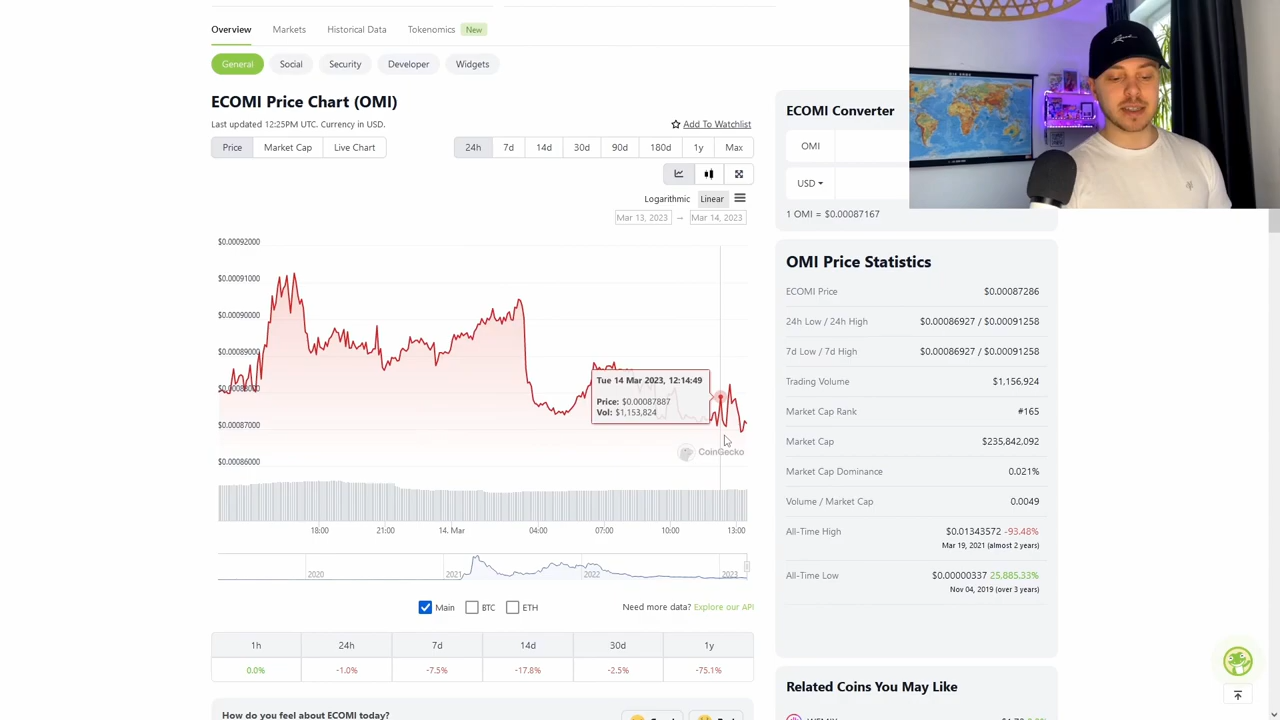 Overview Markets Historical Data Tokenomics New
General Social Security Developer Widgets
ECOMI Price Chart (OMI)
Last updated 12:25PM UTC. Currency in USD.
Add To Watchlist
Price Market Cap Live Chart
24h 7d 14d 30d 90d 180d 1y Max
Logarithmic Linear
Mar 13, 2023 → Mar 14, 2023
$0.00092000
$0.00091000
$0.00090000
$0.00089000
$0.00088000
$0.00087000
$0.00086000
Tue 14 Mar 2023, 12:14:49
Price: $0.00087887
Vol: $1,153,824
CoinGecko
18:00 21:00 14. Mar 04:00 07:00 10:00 13:00
2020 2021 2022 2023
Main BTC ETH
Need more data? Explore our API
1h 24h 7d 14d 30d 1y
0.0% -1.0% -7.5% -17.8% -2.5% -75.1%
How do you feel about ECOMI today?
ECOMI Converter
OMI
USD
1 OMI = $0.00087167
OMI Price Statistics
ECOMI Price $0.00087286
24h Low / 24h High $0.00086927 / $0.00091258
7d Low / 7d High $0.00086927 / $0.00091258
Trading Volume $1,156,924
Market Cap Rank #165
Market Cap $235,842,092
Market Cap Dominance 0.021%
Volume / Market Cap 0.0049
All-Time High $0.01343572 -93.48%
Mar 19, 2021 (almost 2 years)
All-Time Low $0.00000337 25,885.33%
Nov 04, 2019 (over 3 years)
Related Coins You May Like